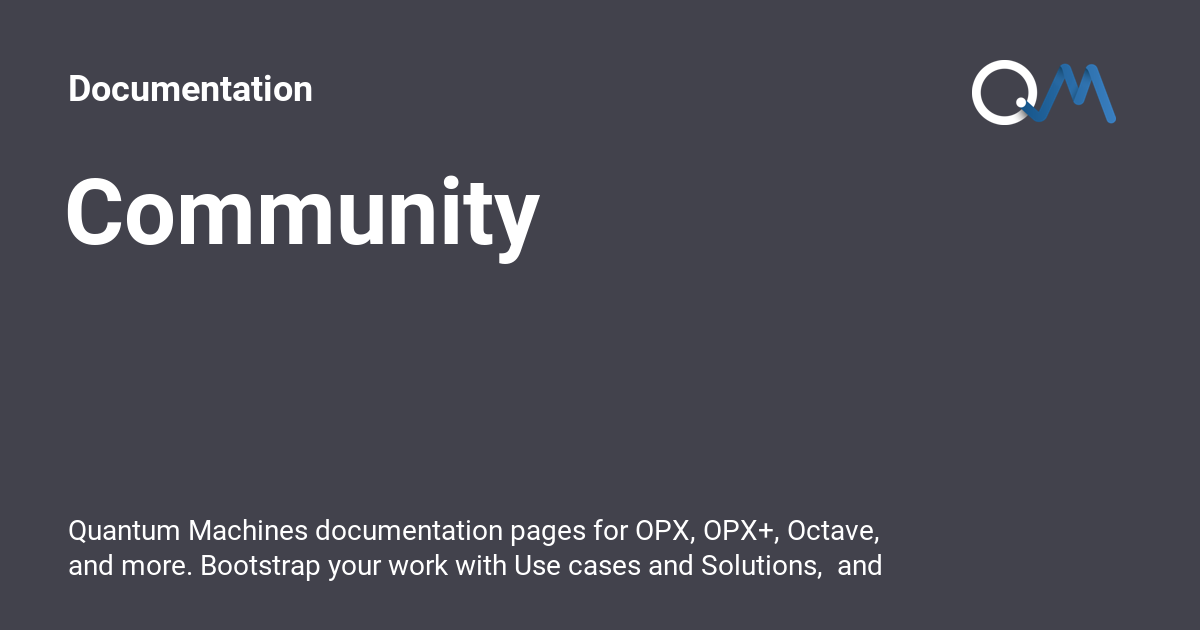 Documentation
QM
Community
Quantum Machines documentation pages for OPX, OPX+, Octave,
and more. Bootstrap your work with Use cases and Solutions,  and